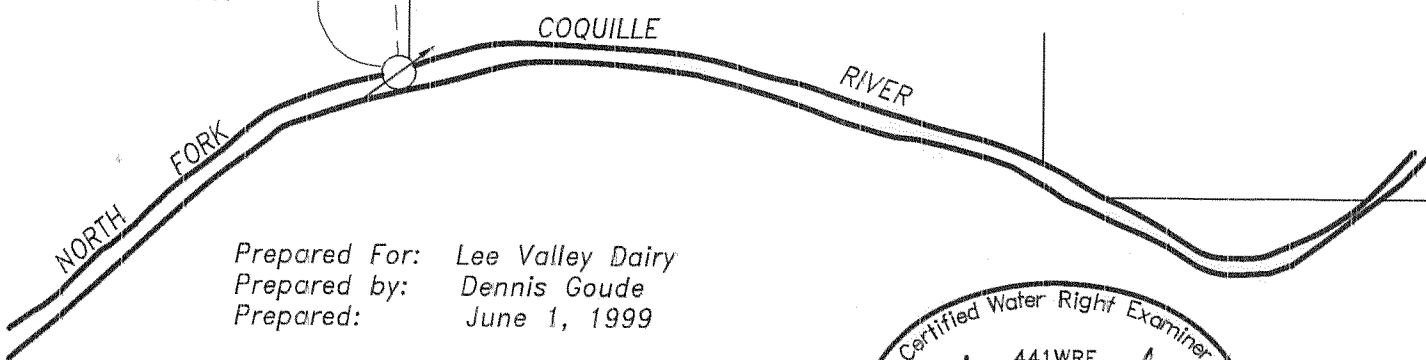 NORTH FORK COQUILLE RIVER
Prepared For: Lee Valley Dairy
Prepared by: Dennis Goude
Prepared: June 1, 1999
Certified Water Right Examiner
441WRE